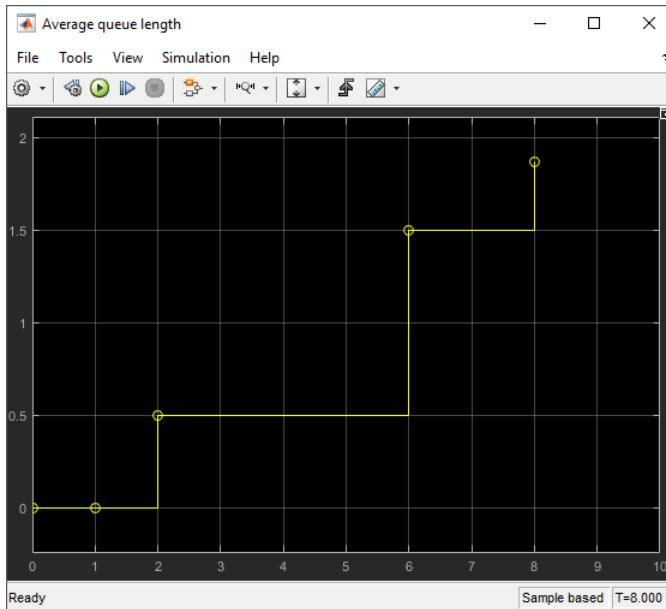 Average queue length
File Tools View Simulation Help
2
1.5
1
0.5
0
0 1 2 3 4 5 6 7 8 9 10
Ready Sample based T=8.000